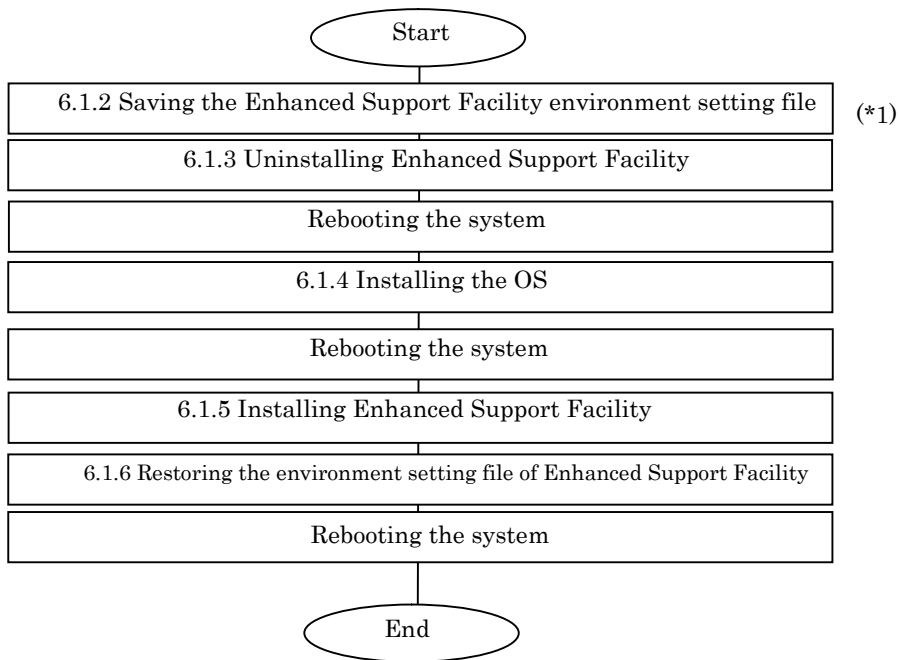 Start
6.1.2 Saving the Enhanced Support Facility environment setting file
(*1)
6.1.3 Uninstalling Enhanced Support Facility
Rebooting the system
6.1.4 Installing the OS
Rebooting the system
6.1.5 Installing Enhanced Support Facility
6.1.6 Restoring the environment setting file of Enhanced Support Facility
Rebooting the system
End